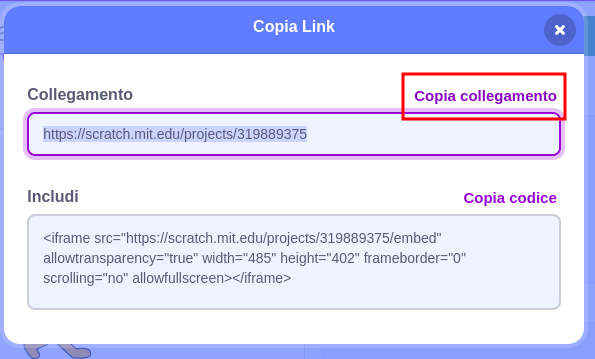 Copia Link
Collegamento
Copia collegamento
https://scratch.mit.edu/projects/319889375
Includi
Copia codice
<iframe src="https://scratch.mit.edu/projects/319889375/embed"
allowtransparency="true" width="485" height="402" frameborder="0"
scrolling="no" allowfullscreen></iframe>